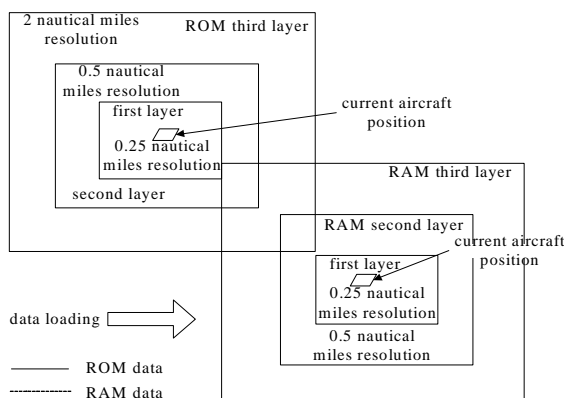 2 nautical miles
resolution
ROM third layer
0.5 nautical
miles resolution
first layer
0.25 nautical
miles resolution
second layer
current aircraft
position
RAM third layer
RAM second layer
current aircraft
position
first layer
0.25 nautical
miles resolution
0.5 nautical
miles resolution
data loading
ROM data
RAM data